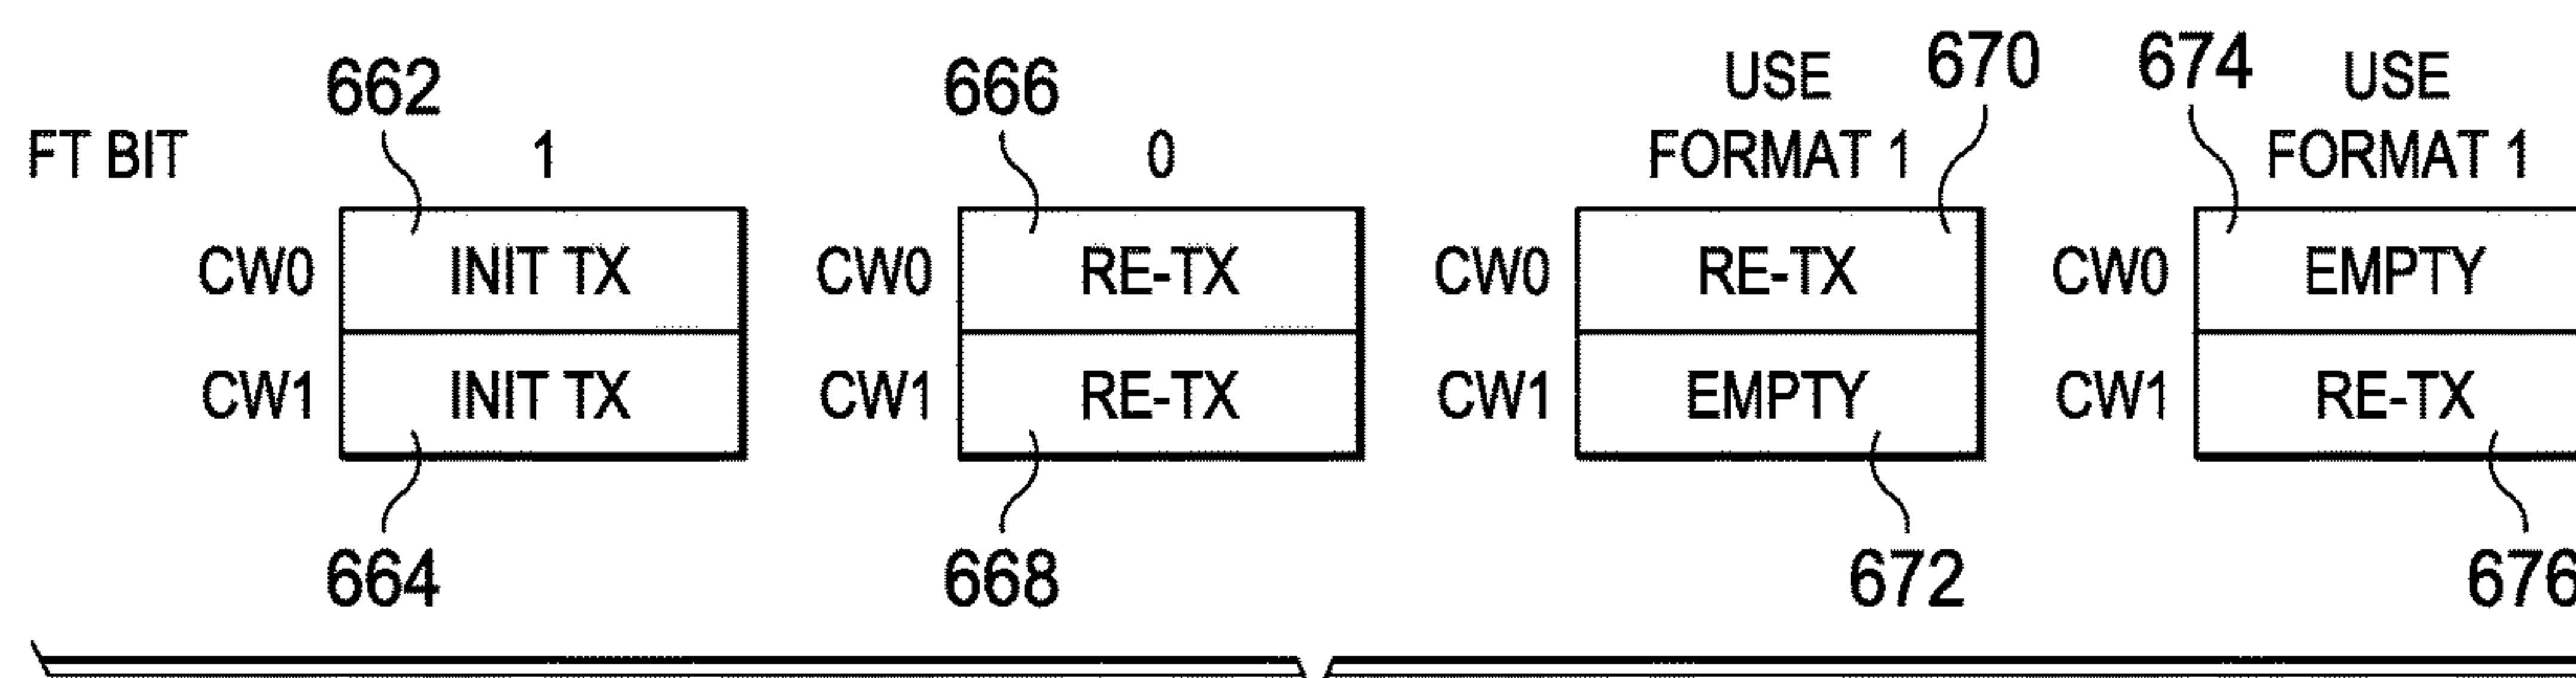 662 666 USE 670 674 USE
FT BIT 1 0 FORMAT 1 FORMAT 1
CW0 INIT TX CW0 RE-TX CW0 RE-TX CW0 EMPTY
CW1 INIT TX CW1 RE-TX CW1 EMPTY CW1 RE-TX
664 668 672 676